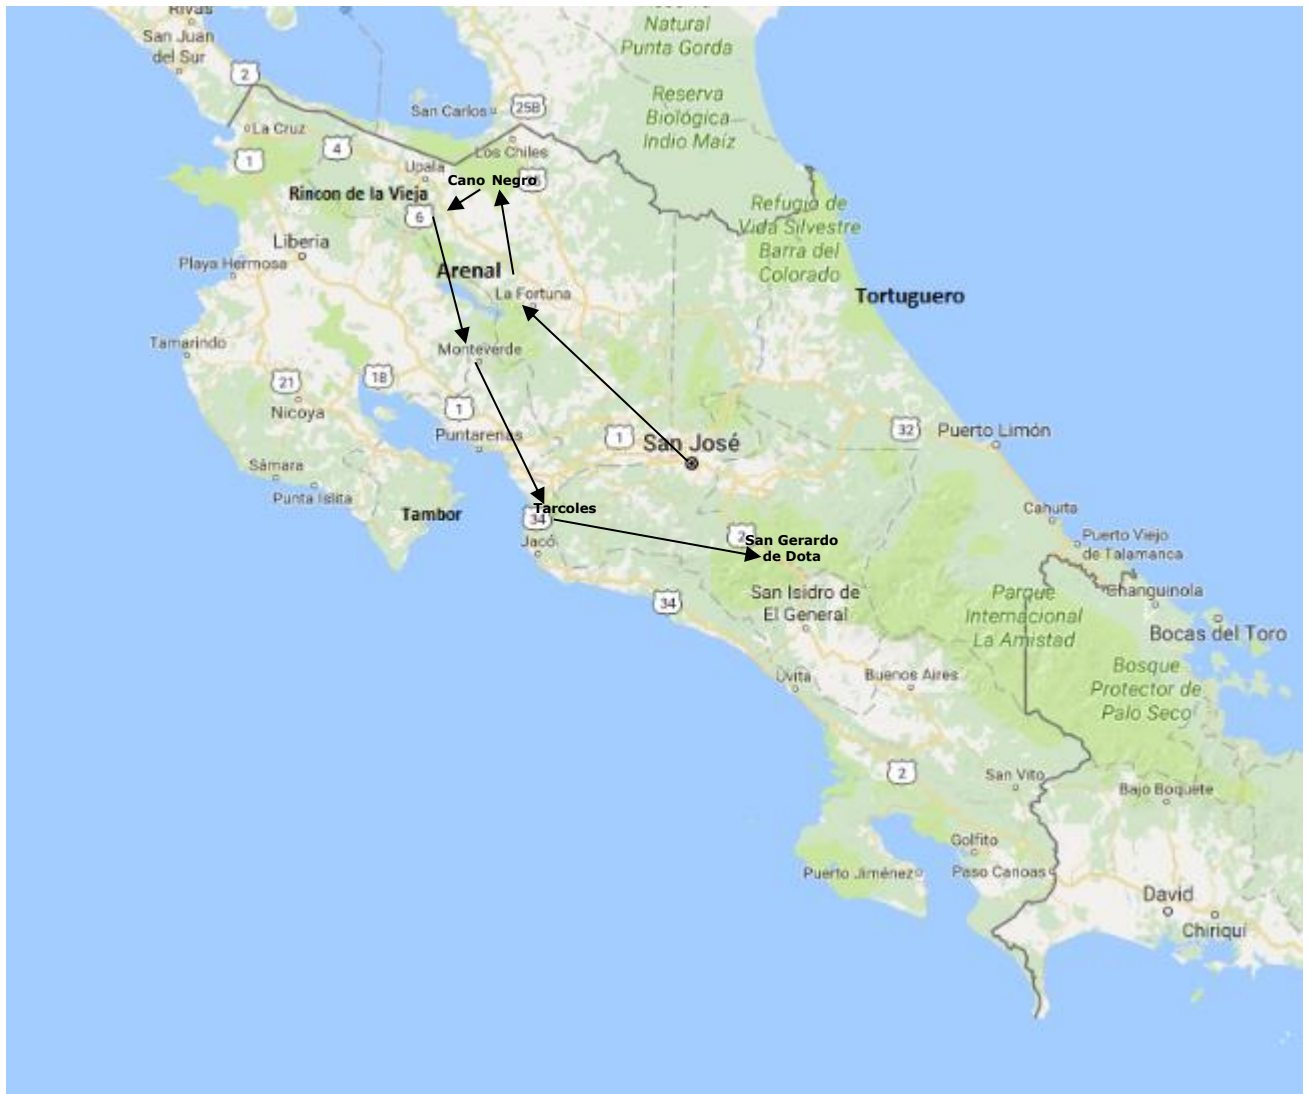 Rivas
Natural
Punta Gorda
San Juan
del Sur
2
Reserva
Biológica
Indio Maíz
San Carlos
25B
La Cruz
4
1
Los Chiles
Upala
Cano Negro
Rincon de la Vieja
6
Refugio de
Vida Silvestre
Barra del
Colorado
Liberia
Playa Hermosa
Arenal
La Fortuna
Tortuguero
Tamarindo
Monteverde
21
18
Nicoya
1
Puntarenas
1
San José
32
Puerto Limón
Sámara
Punta Islita
Tambor
Tarcoles
34
Jacó
Cahuita
2
San Gerardo
de Dota
Puerto Viejo
de Talamanca
San Isidro de
El General
34
Parque
Internacional
La Amistad
Changuinola
Bocas del Toro
Uvita
Buenos Aires
Bosque
Protector de
Palo Seco
2
San Vito
Bajo Boquete
Golfito
Puerto Jiménez
Paso Canoas
David
Chiriquí